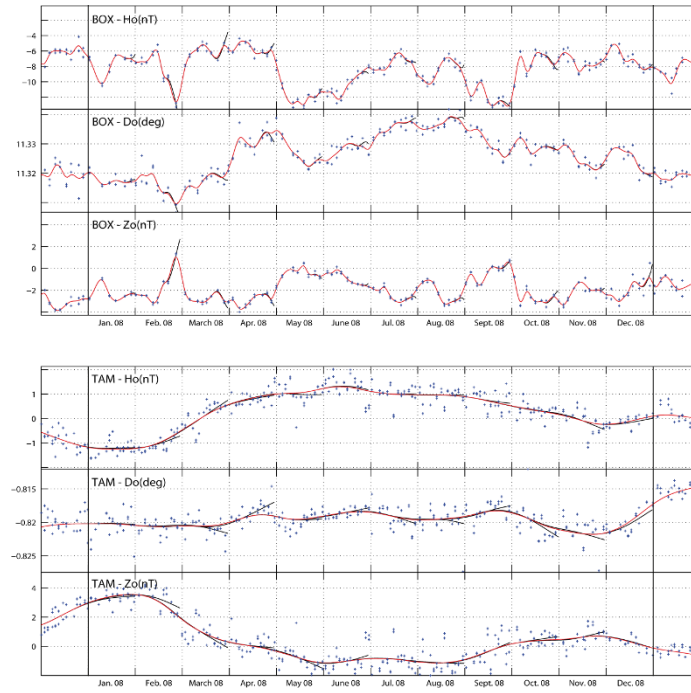 BOX - Ho(nT)
−4
−6
−8
−10
BOX - Do(deg)
11.33
11.32
BOX - Zo(nT)
2
0
−2
Jan. 08 Feb. 08 March 08 Apr. 08 May 08 June 08 Jul. 08 Aug. 08 Sept. 08 Oct. 08 Nov. 08 Dec. 08
TAM - Ho(nT)
1
0
−1
TAM - Do(deg)
−0.815
−0.82
−0.825
TAM - Zo(nT)
4
2
0
Jan. 08 Feb. 08 March 08 Apr. 08 May 08 June 08 Jul. 08 Aug. 08 Sept. 08 Oct. 08 Nov. 08 Dec. 08